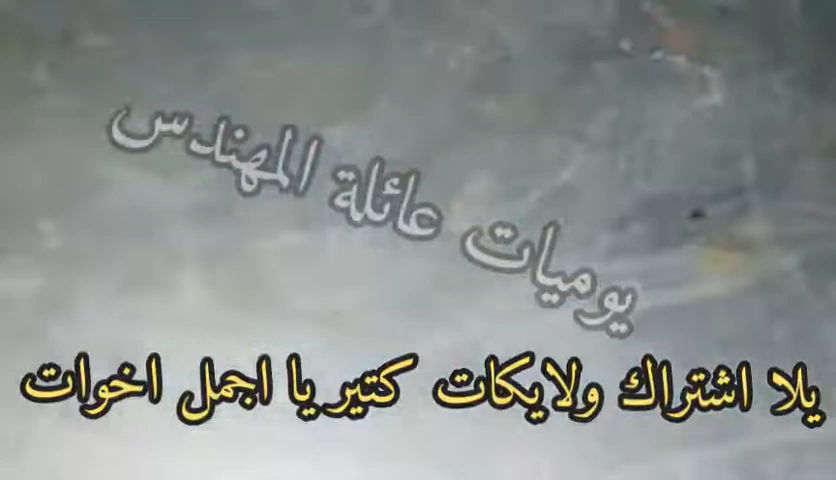 يوميات عائلة المهندس
يلا اشتراك ولايكات كتير يا اجمل اخوات